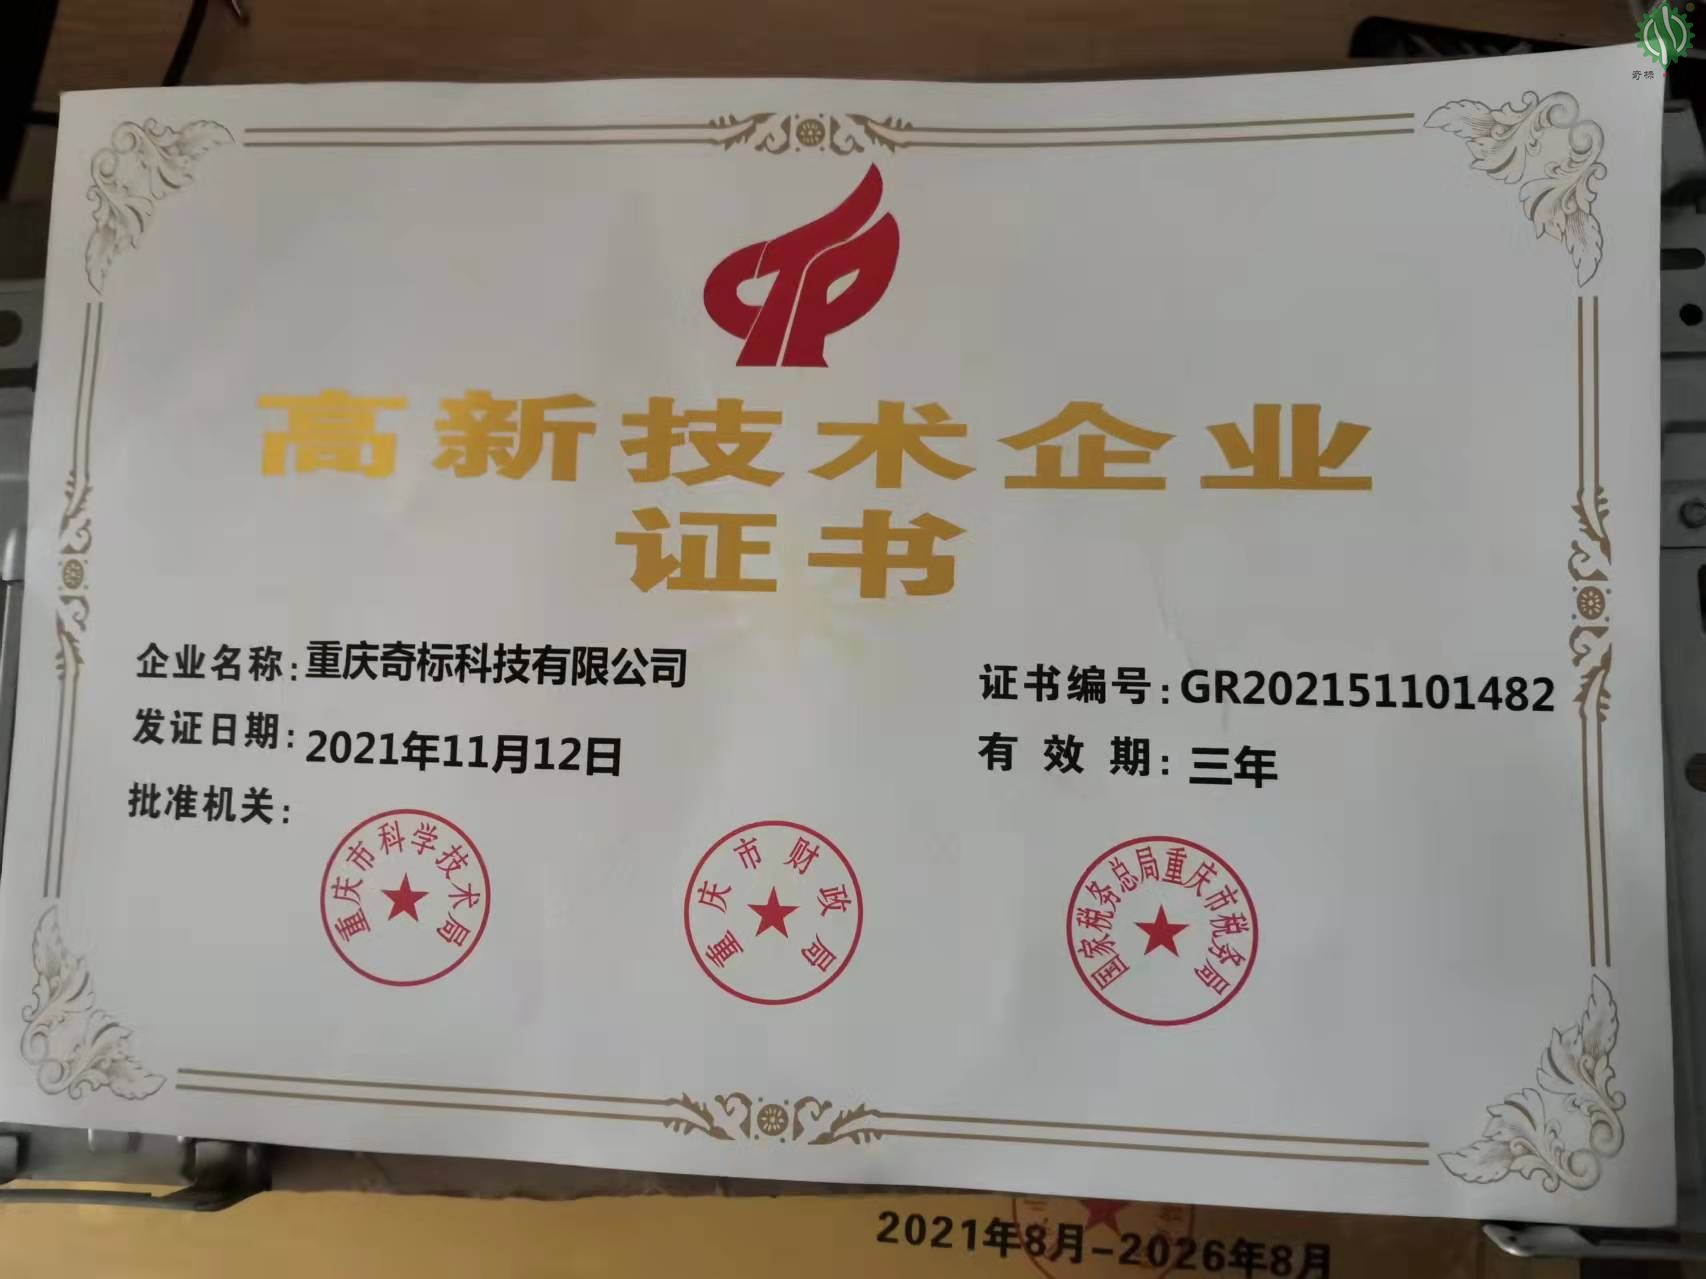 奇标
高新技术企业
证书
企业名称:重庆奇标科技有限公司
证书编号:GR202151101482
发证日期:2021年11月12日
有效期:三年
批准机关:
重庆市科学技术局
重庆市财政局
国家税务总局重庆市税务局
2021年8月-2026年8月